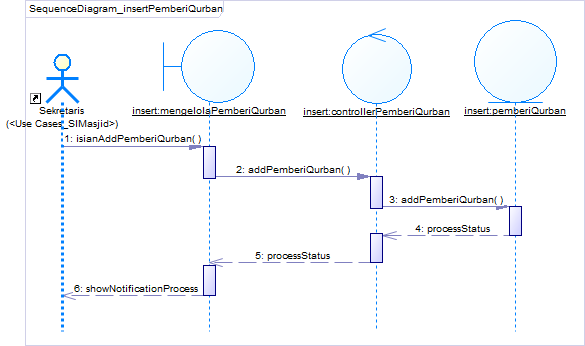 SequenceDiagram_insertPemberiQurban
Sekretaris
(<Use Cases_SIMasjid>)
insert:mengelolaPemberiQurban
insert:controllerPemberiQurban
insert:pemberiQurban
1: isianAddPemberiQurban( )
2: addPemberiQurban( )
3: addPemberiQurban( )
4: processStatus
5: processStatus
6: showNotificationProcess